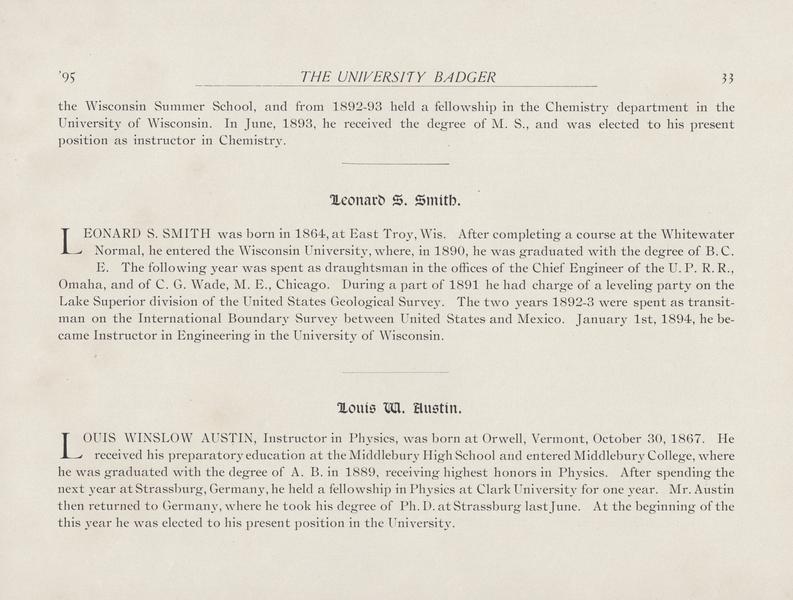 '95 THE UNIVERSITY BADGER 33
the Wisconsin Summer School, and from 1892-93 held a fellowship in the Chemistry department in the
University of Wisconsin. In June, 1893, he received the degree of M. S., and was elected to his present
position as instructor in Chemistry.
Leonard S. Smith.
LEONARD S. SMITH was born in 1864, at East Troy, Wis. After completing a course at the Whitewater
Normal, he entered the Wisconsin University, where, in 1890, he was graduated with the degree of B. C.
E. The following year was spent as draughtsman in the offices of the Chief Engineer of the U. P. R. R.,
Omaha, and of C. G. Wade, M. E., Chicago. During a part of 1891 he had charge of a leveling party on the
Lake Superior division of the United States Geological Survey. The two years 1892-3 were spent as transit-
man on the International Boundary Survey between United States and Mexico. January 1st, 1894, he be-
came Instructor in Engineering in the University of Wisconsin.
Louis W. Austin.
LOUIS WINSLOW AUSTIN, Instructor in Physics, was born at Orwell, Vermont, October 30, 1867. He
received his preparatory education at the Middlebury High School and entered Middlebury College, where
he was graduated with the degree of A. B. in 1889, receiving highest honors in Physics. After spending the
next year at Strassburg, Germany, he held a fellowship in Physics at Clark University for one year. Mr. Austin
then returned to Germany, where he took his degree of Ph. D. at Strassburg last June. At the beginning of the
this year he was elected to his present position in the University.